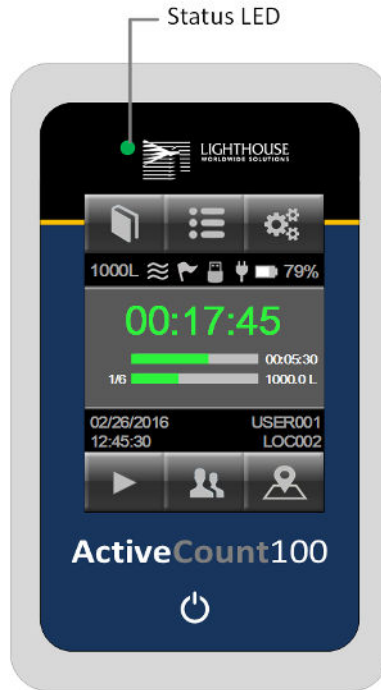 Status LED
LIGHTHOUSE
WORLDWIDE SOLUTIONS
1000L 79%
00:17:45
00:05:30
1/6 1000.0 L
02/26/2016 USER001
12:45:30 LOC002
ActiveCount100